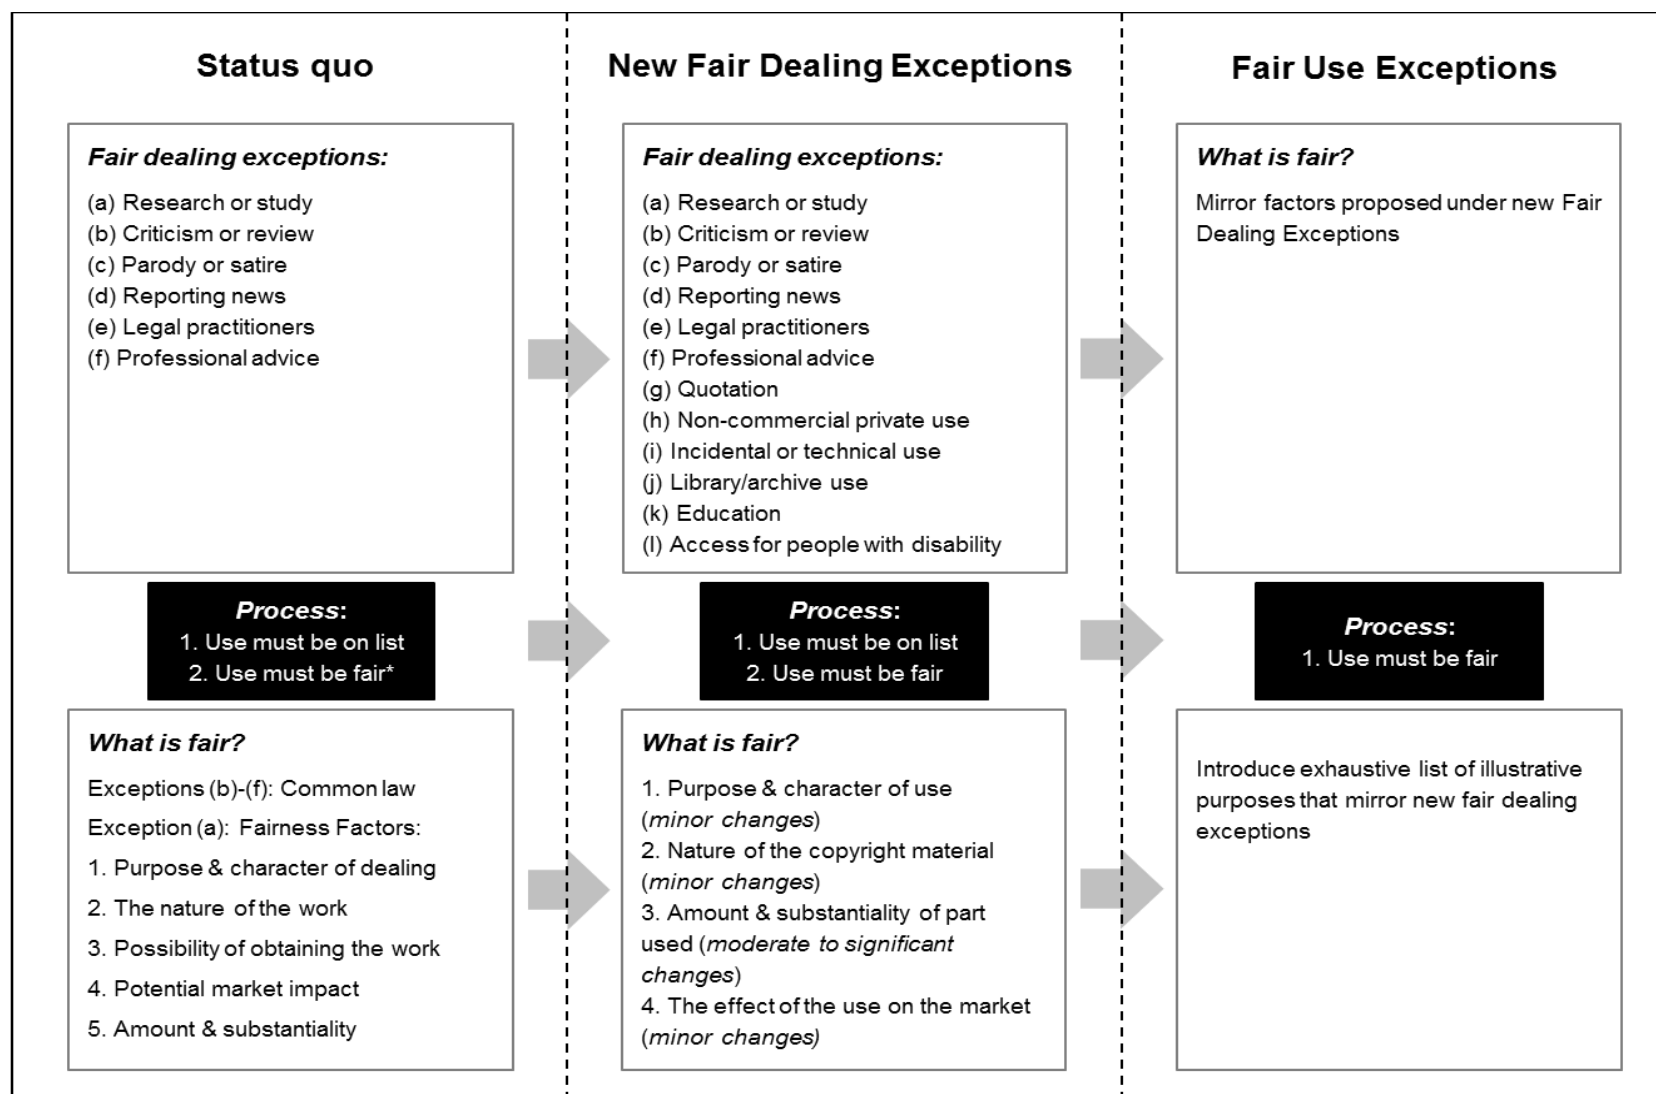 Status quo
Fair dealing exceptions:
(a) Research or study
(b) Criticism or review
(c) Parody or satire
(d) Reporting news
(e) Legal practitioners
(f) Professional advice
Process:
1. Use must be on list
2. Use must be fair*
What is fair?
Exceptions (b)-(f): Common law
Exception (a): Fairness Factors:
1. Purpose & character of dealing
2. The nature of the work
3. Possibility of obtaining the work
4. Potential market impact
5. Amount & substantiality
New Fair Dealing Exceptions
Fair dealing exceptions:
(a) Research or study
(b) Criticism or review
(c) Parody or satire
(d) Reporting news
(e) Legal practitioners
(f) Professional advice
(g) Quotation
(h) Non-commercial private use
(i) Incidental or technical use
(j) Library/archive use
(k) Education
(l) Access for people with disability
Process:
1. Use must be on list
2. Use must be fair
What is fair?
1. Purpose & character of use
(minor changes)
2. Nature of the copyright material
(minor changes)
3. Amount & substantiality of part
used (moderate to significant
changes)
4. The effect of the use on the market
(minor changes)
Fair Use Exceptions
What is fair?
Mirror factors proposed under new Fair
Dealing Exceptions
Process:
1. Use must be fair
Introduce exhaustive list of illustrative
purposes that mirror new fair dealing
exceptions